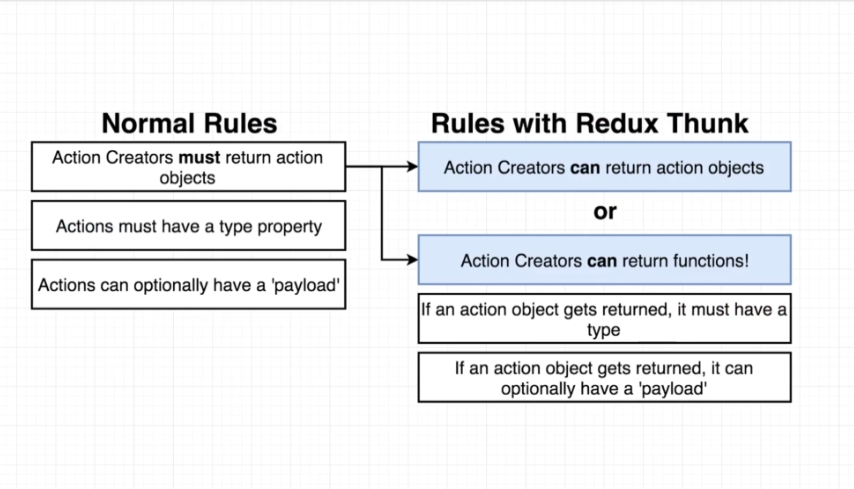 Normal Rules
Action Creators must return action
objects
Actions must have a type property
Actions can optionally have a 'payload'
Rules with Redux Thunk
Action Creators can return action objects
or
Action Creators can return functions!
If an action object gets returned, it must have a
type
If an action object gets returned, it can
optionally have a 'payload'